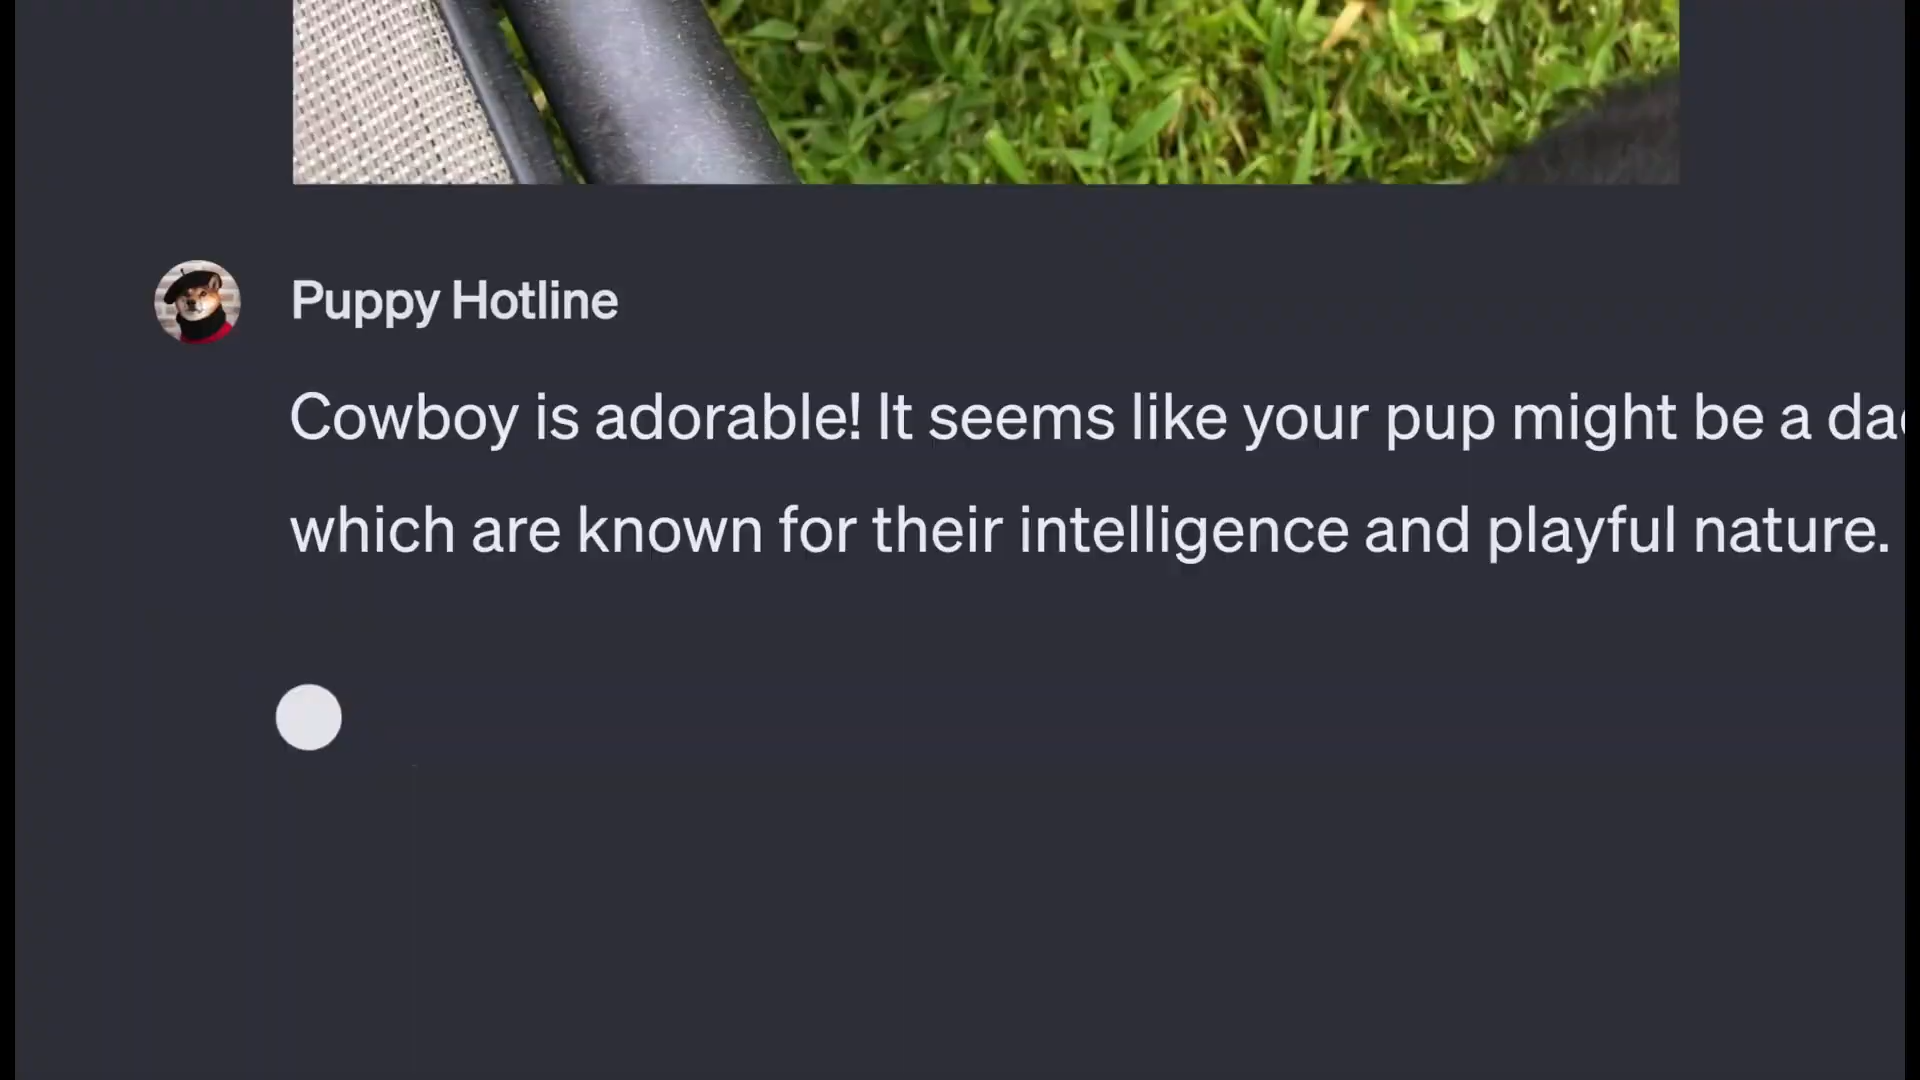 Puppy Hotline
Cowboy is adorable! It seems like your pup might be a
which are known for their intelligence and playful nature.